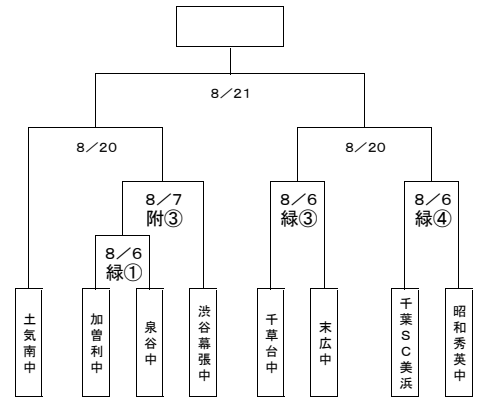 8/21
8/20
8/20
8/7
附③
8/6
緑③
8/6
緑④
8/6
緑①
土気南中
加曽利中
泉谷中
渋谷幕張中
千草台中
末広中
千葉SC美浜
昭和秀英中